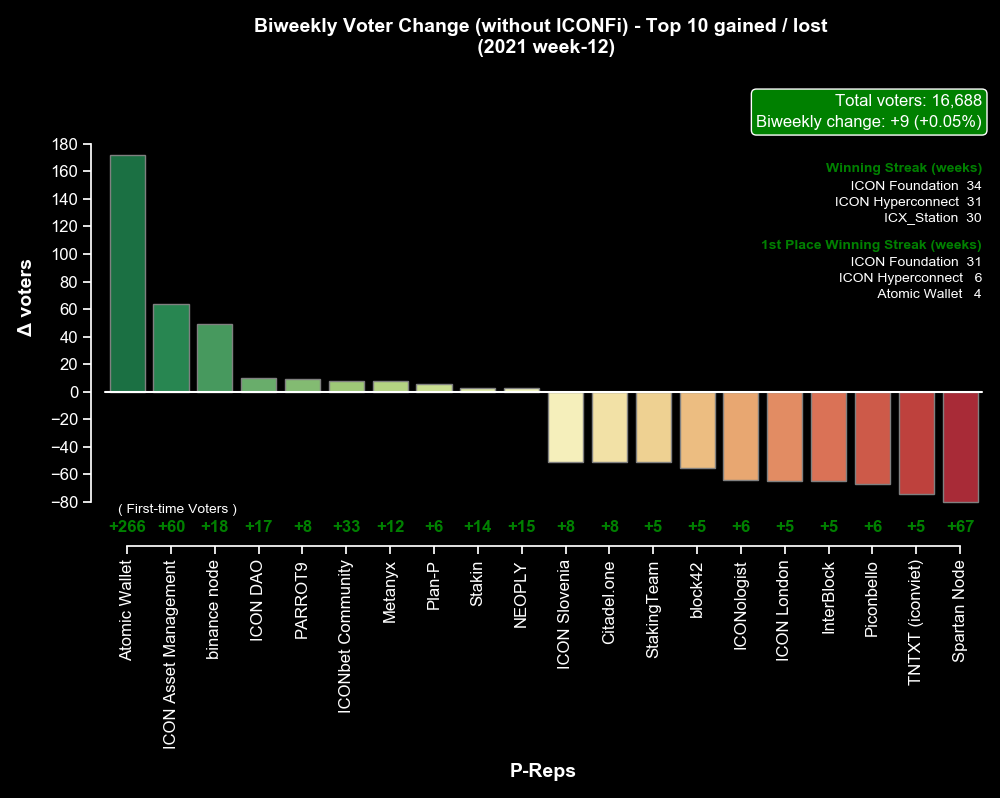 Biweekly Voter Change (without ICONFi) - Top 10 gained / lost
(2021 week-12)
Total voters: 16,688
Biweekly change: +9 (+0.05%)
Winning Streak (weeks)
ICON Foundation 34
ICON Hyperconnect 31
ICX_Station 30
1st Place Winning Streak (weeks)
ICON Foundation 31
ICON Hyperconnect 6
Atomic Wallet 4
Δ voters
180
160
140
120
100
80
60
40
20
0
−20
−40
−60
−80
( First-time Voters )
+266 +60 +18 +17 +8 +33 +12 +6 +14 +15 +8 +8 +5 +5 +6 +5 +5 +6 +5 +67
Atomic Wallet
ICON Asset Management
binance node
ICON DAO
PARROT9
ICONbet Community
Metanyx
Plan-P
Stakin
NEOPLY
ICON Slovenia
Citadel.one
StakingTeam
block42
ICONologist
ICON London
InterBlock
Piconbello
TNTXT (iconviet)
Spartan Node
P-Reps